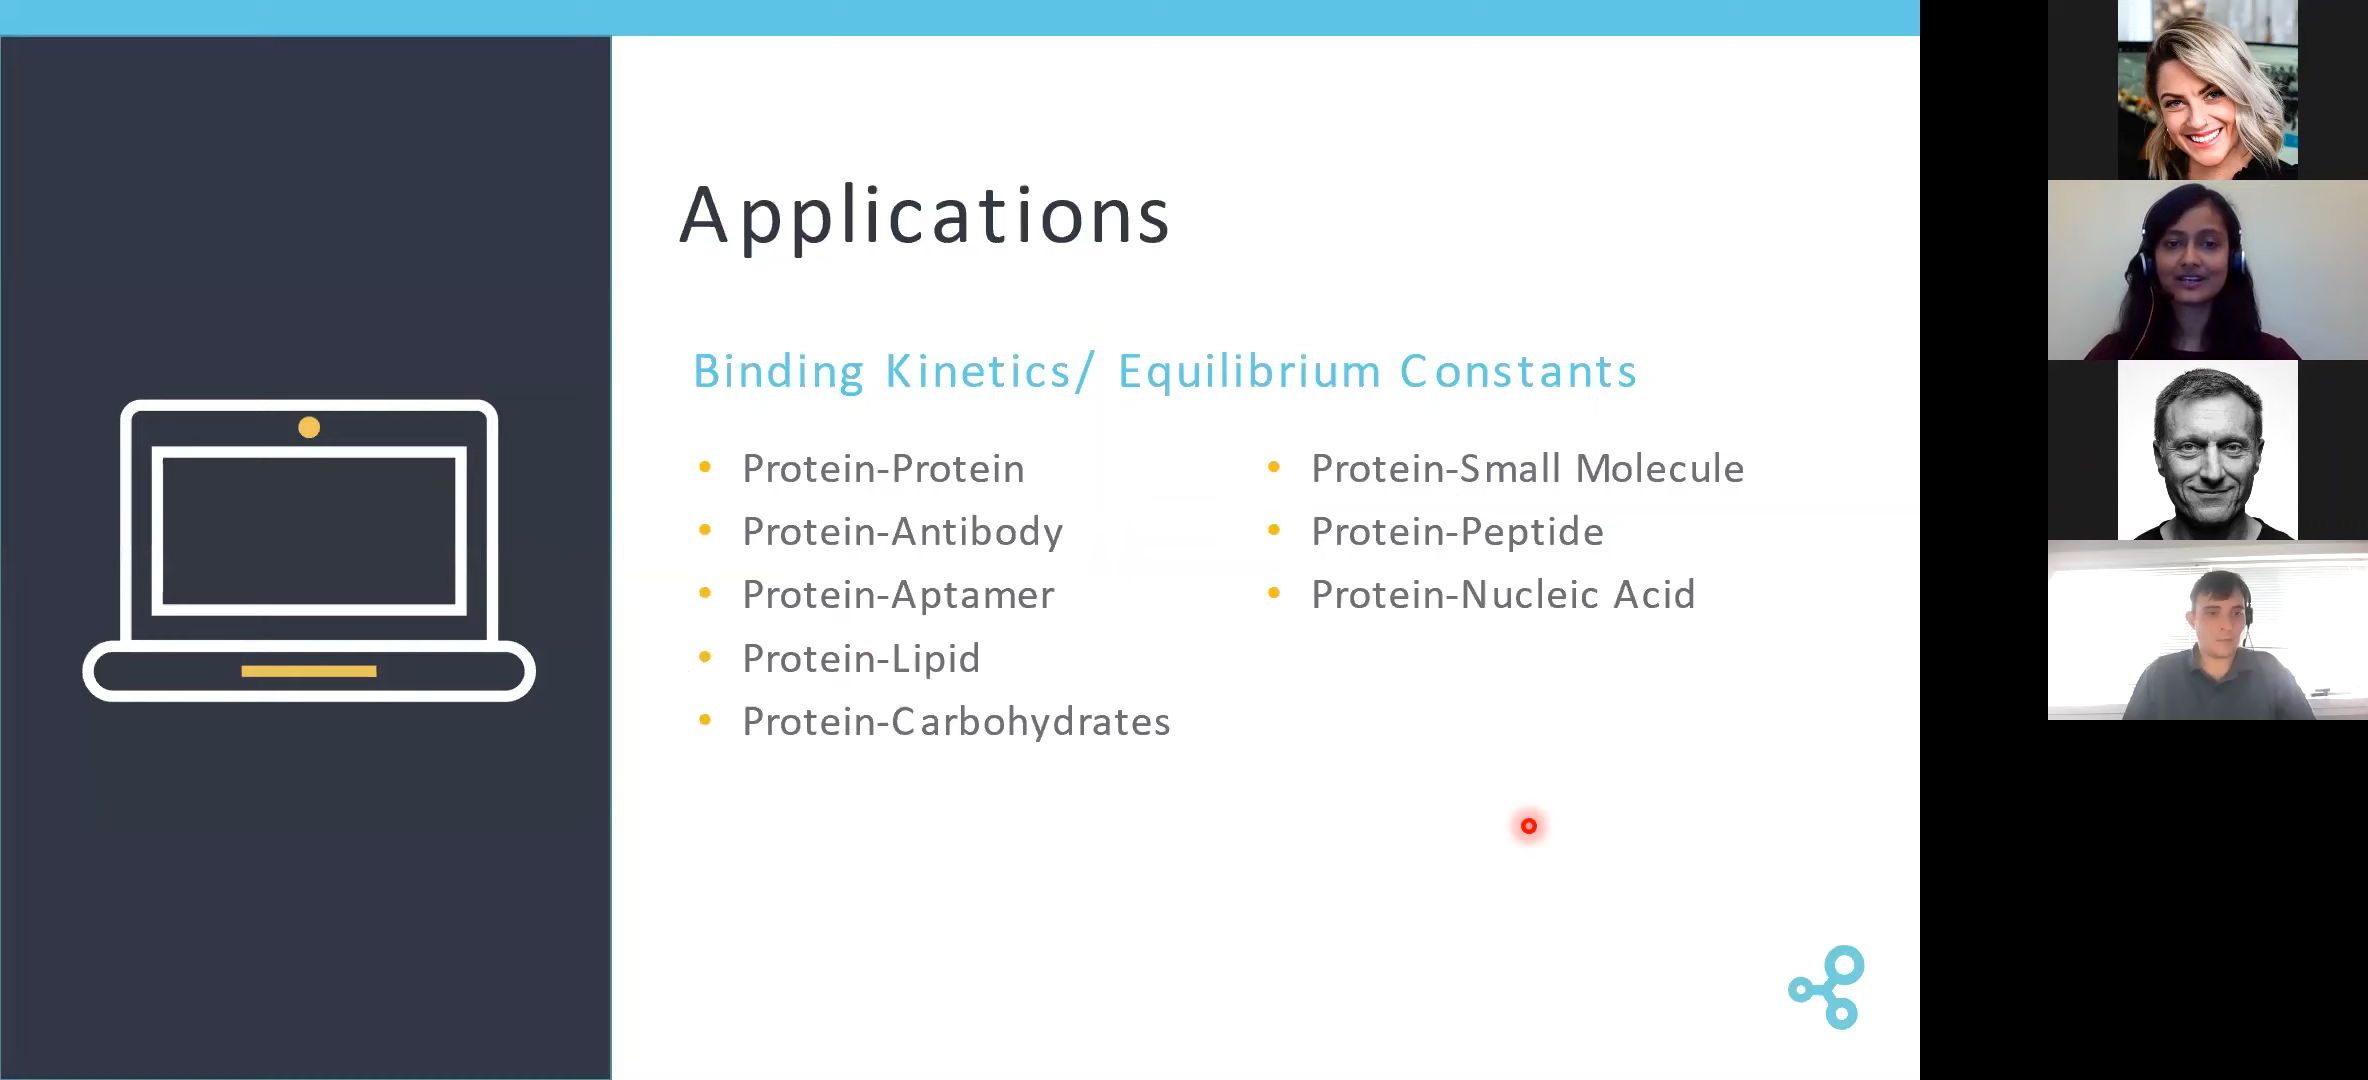 Applications
Binding Kinetics/ Equilibrium Constants
Protein-Protein
Protein-Antibody
Protein-Aptamer
Protein-Lipid
Protein-Carbohydrates
Protein-Small Molecule
Protein-Peptide
Protein-Nucleic Acid